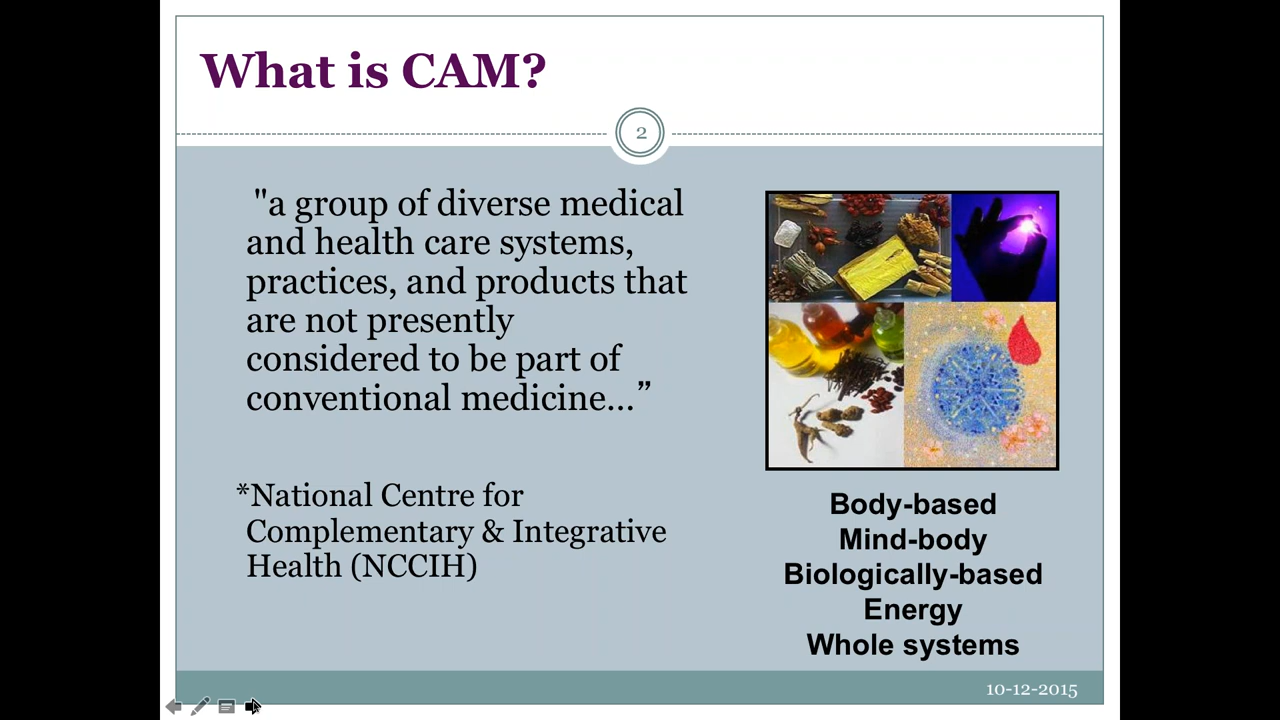 What is CAM?
2
"a group of diverse medical
and health care systems,
practices, and products that
are not presently
considered to be part of
conventional medicine…”
*National Centre for
Complementary & Integrative
Health (NCCIH)
Body-based
Mind-body
Biologically-based
Energy
Whole systems
10-12-2015